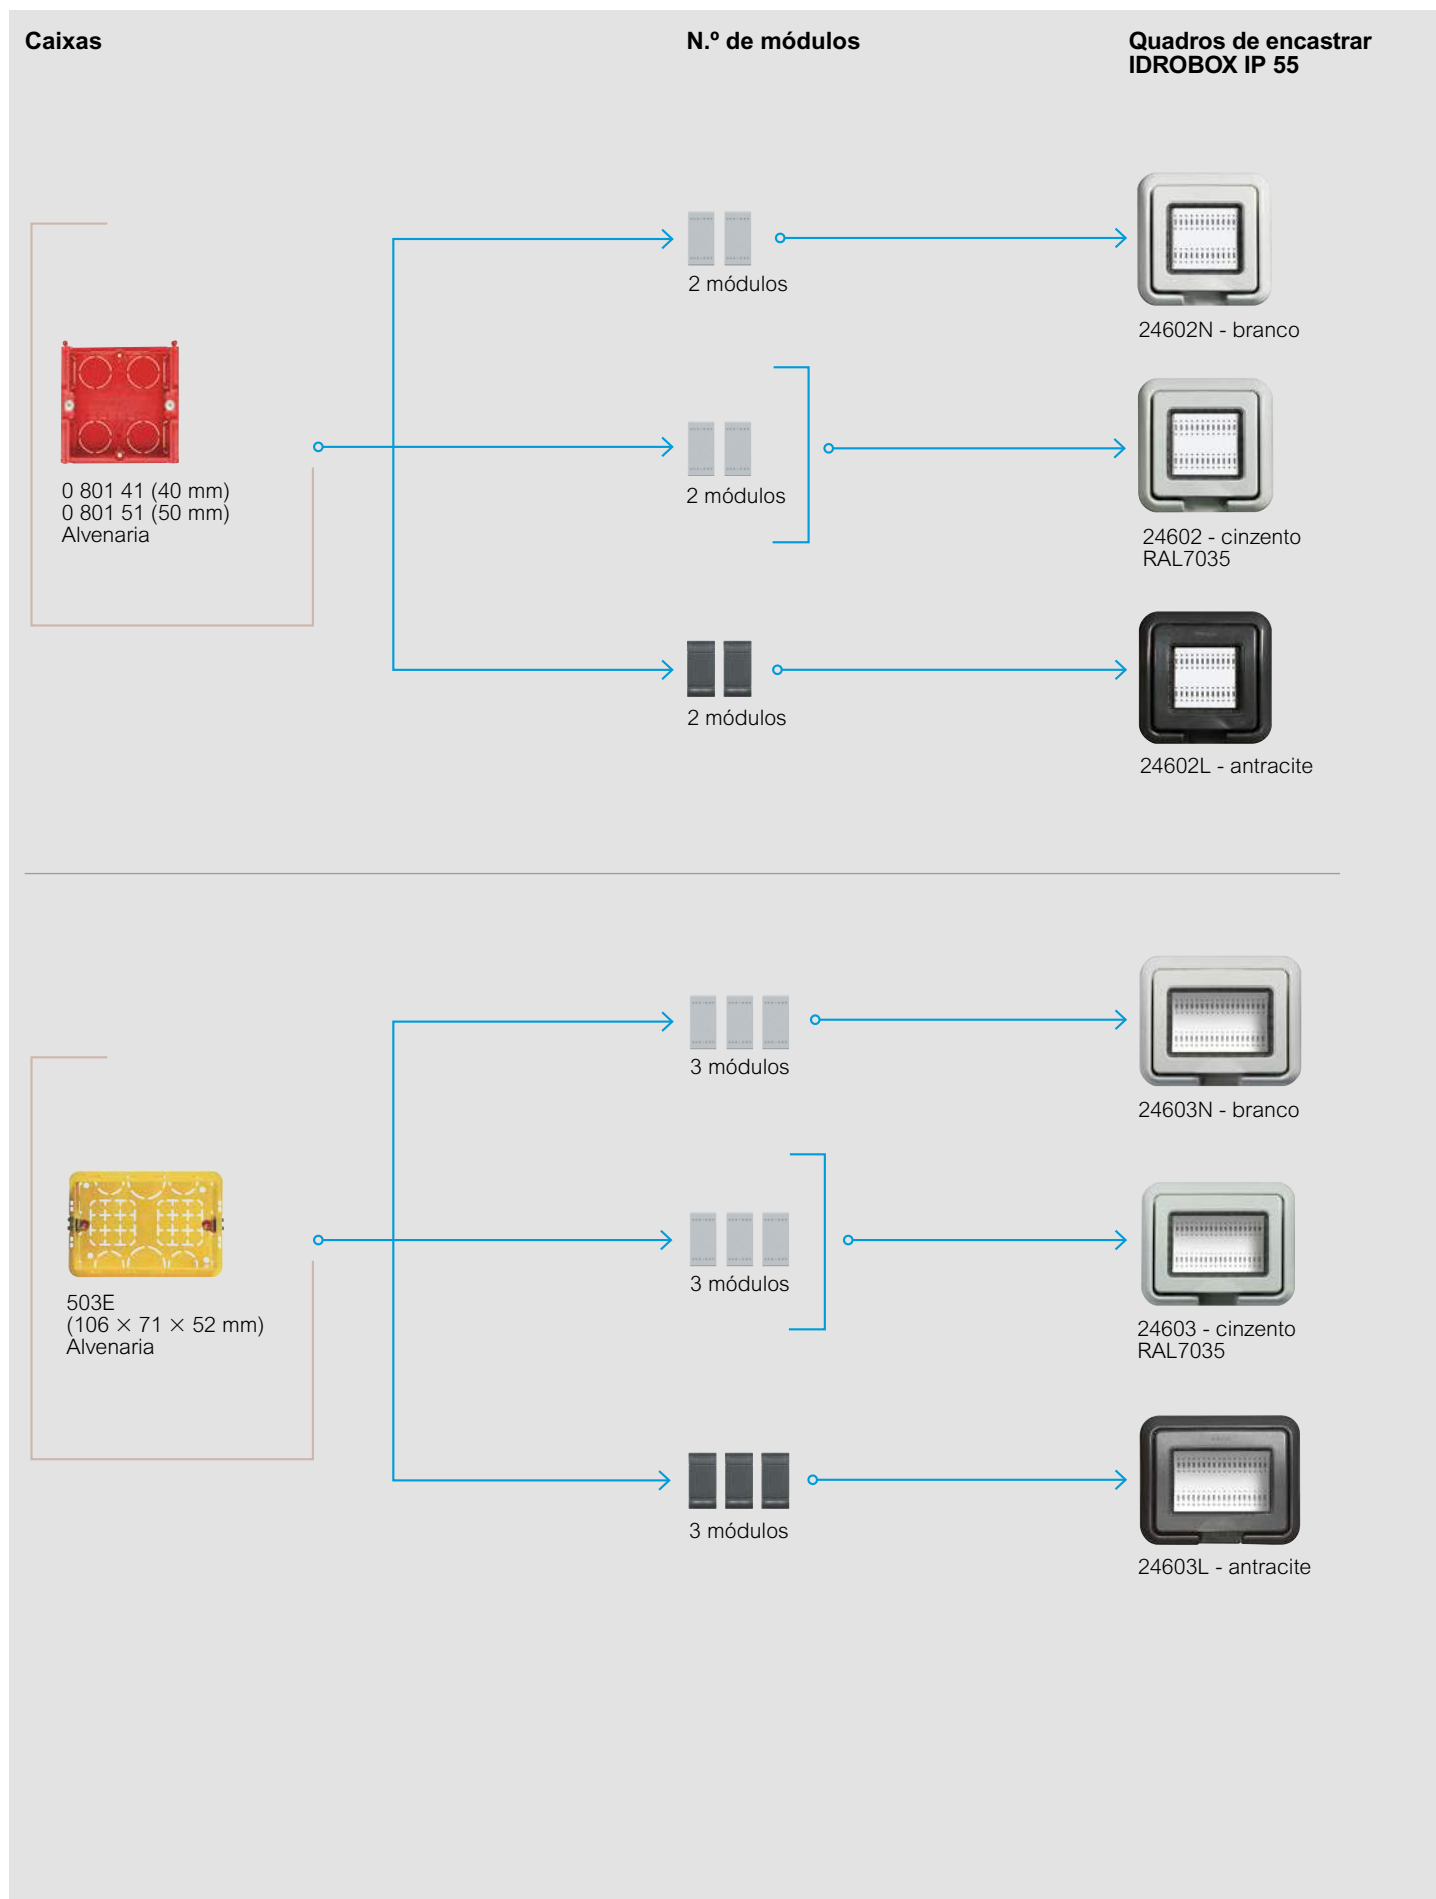 Caixas
N.º de módulos
Quadros de encastrar
IDROBOX IP 55
2 módulos
24602N - branco
0 801 41 (40 mm)
0 801 51 (50 mm)
Alvenaria
2 módulos
24602 - cinzento
RAL7035
2 módulos
24602L - antracite
3 módulos
24603N - branco
503E
(106 × 71 × 52 mm)
Alvenaria
3 módulos
24603 - cinzento
RAL7035
3 módulos
24603L - antracite